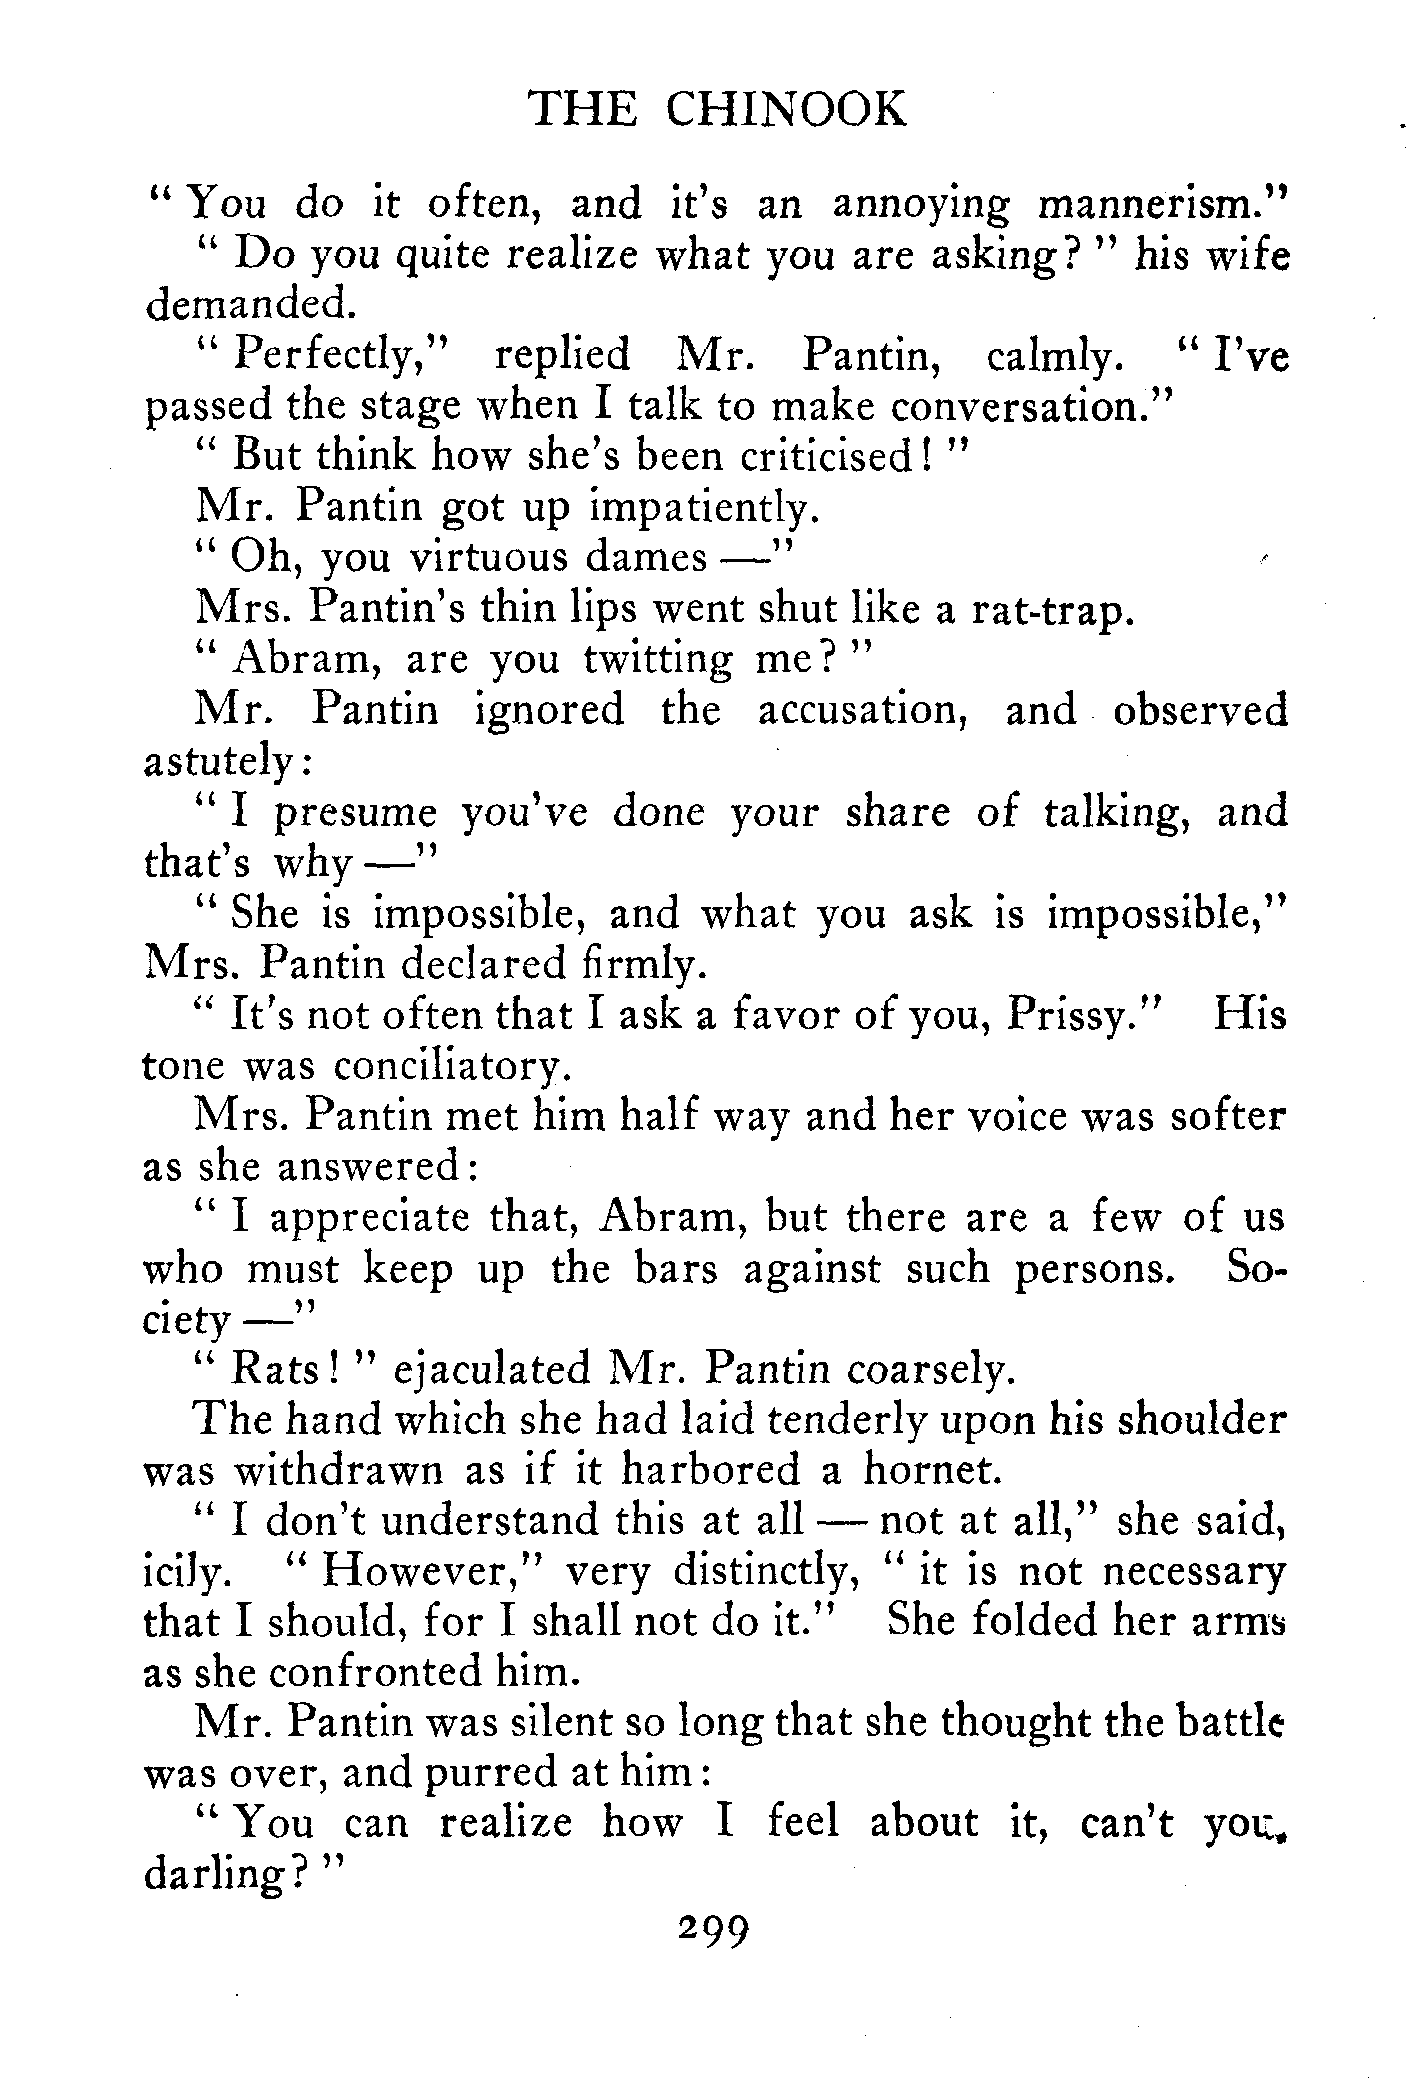 THE CHINOOK
" You do it often, and it's an annoying mannerism."
" Do you quite realize what you are asking? " his wife
demanded.
" Perfectly," replied Mr. Pantin, calmly. " I've
passed the stage when I talk to make conversation."
" But think how she's been criticised! "
Mr. Pantin got up impatiently.
" Oh, you virtuous dames —"
Mrs. Pantin's thin lips went shut like a rat-trap.
" Abram, are you twitting me? "
Mr. Pantin ignored the accusation, and observed
astutely:
" I presume you've done your share of talking, and
that's why —"
" She is impossible, and what you ask is impossible,"
Mrs. Pantin declared firmly.
" It's not often that I ask a favor of you, Prissy." His
tone was conciliatory.
Mrs. Pantin met him half way and her voice was softer
as she answered:
" I appreciate that, Abram, but there are a few of us
who must keep up the bars against such persons. So-
ciety —"
" Rats! " ejaculated Mr. Pantin coarsely.
The hand which she had laid tenderly upon his shoulder
was withdrawn as if it harbored a hornet.
" I don't understand this at all — not at all," she said,
icily. " However," very distinctly, " it is not necessary
that I should, for I shall not do it." She folded her arms
as she confronted him.
Mr. Pantin was silent so long that she thought the battle
was over, and purred at him:
" You can realize how I feel about it, can't you,
darling? "
299